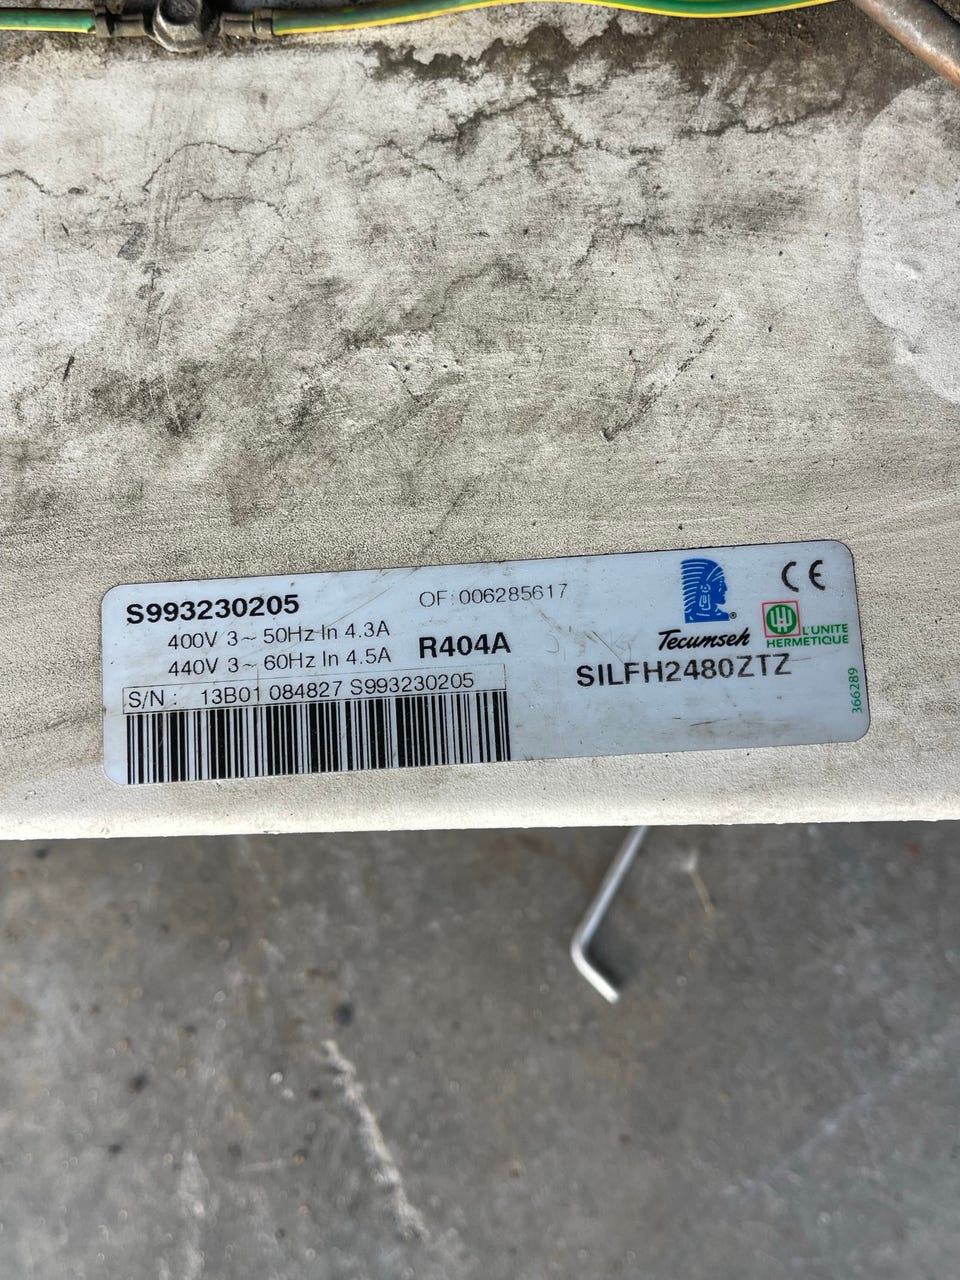 S993230205
OF: 006285617
400V 3~ 50Hz In 4.3A
440V 3~ 60Hz In 4.5A
R404A
S/N : 13B01 084827 S993230205
CE
Tecumseh
L'UNITE
HERMETIQUE
SILFH2480ZTZ
366289